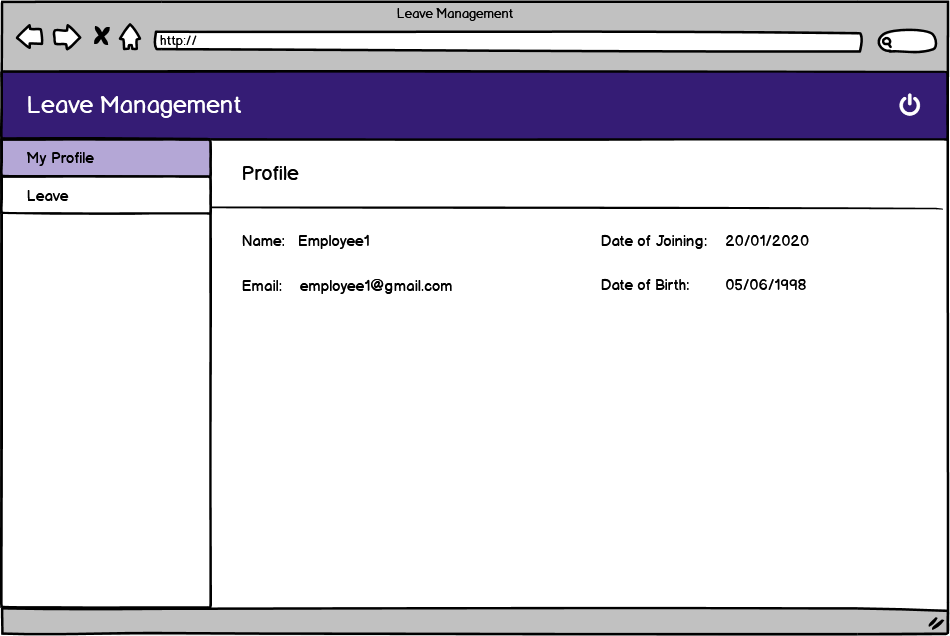 Leave Management
http://
Leave Management
My Profile
Leave
Profile
Name: Employee1
Date of Joining: 20/01/2020
Email: employee1@gmail.com
Date of Birth: 05/06/1998